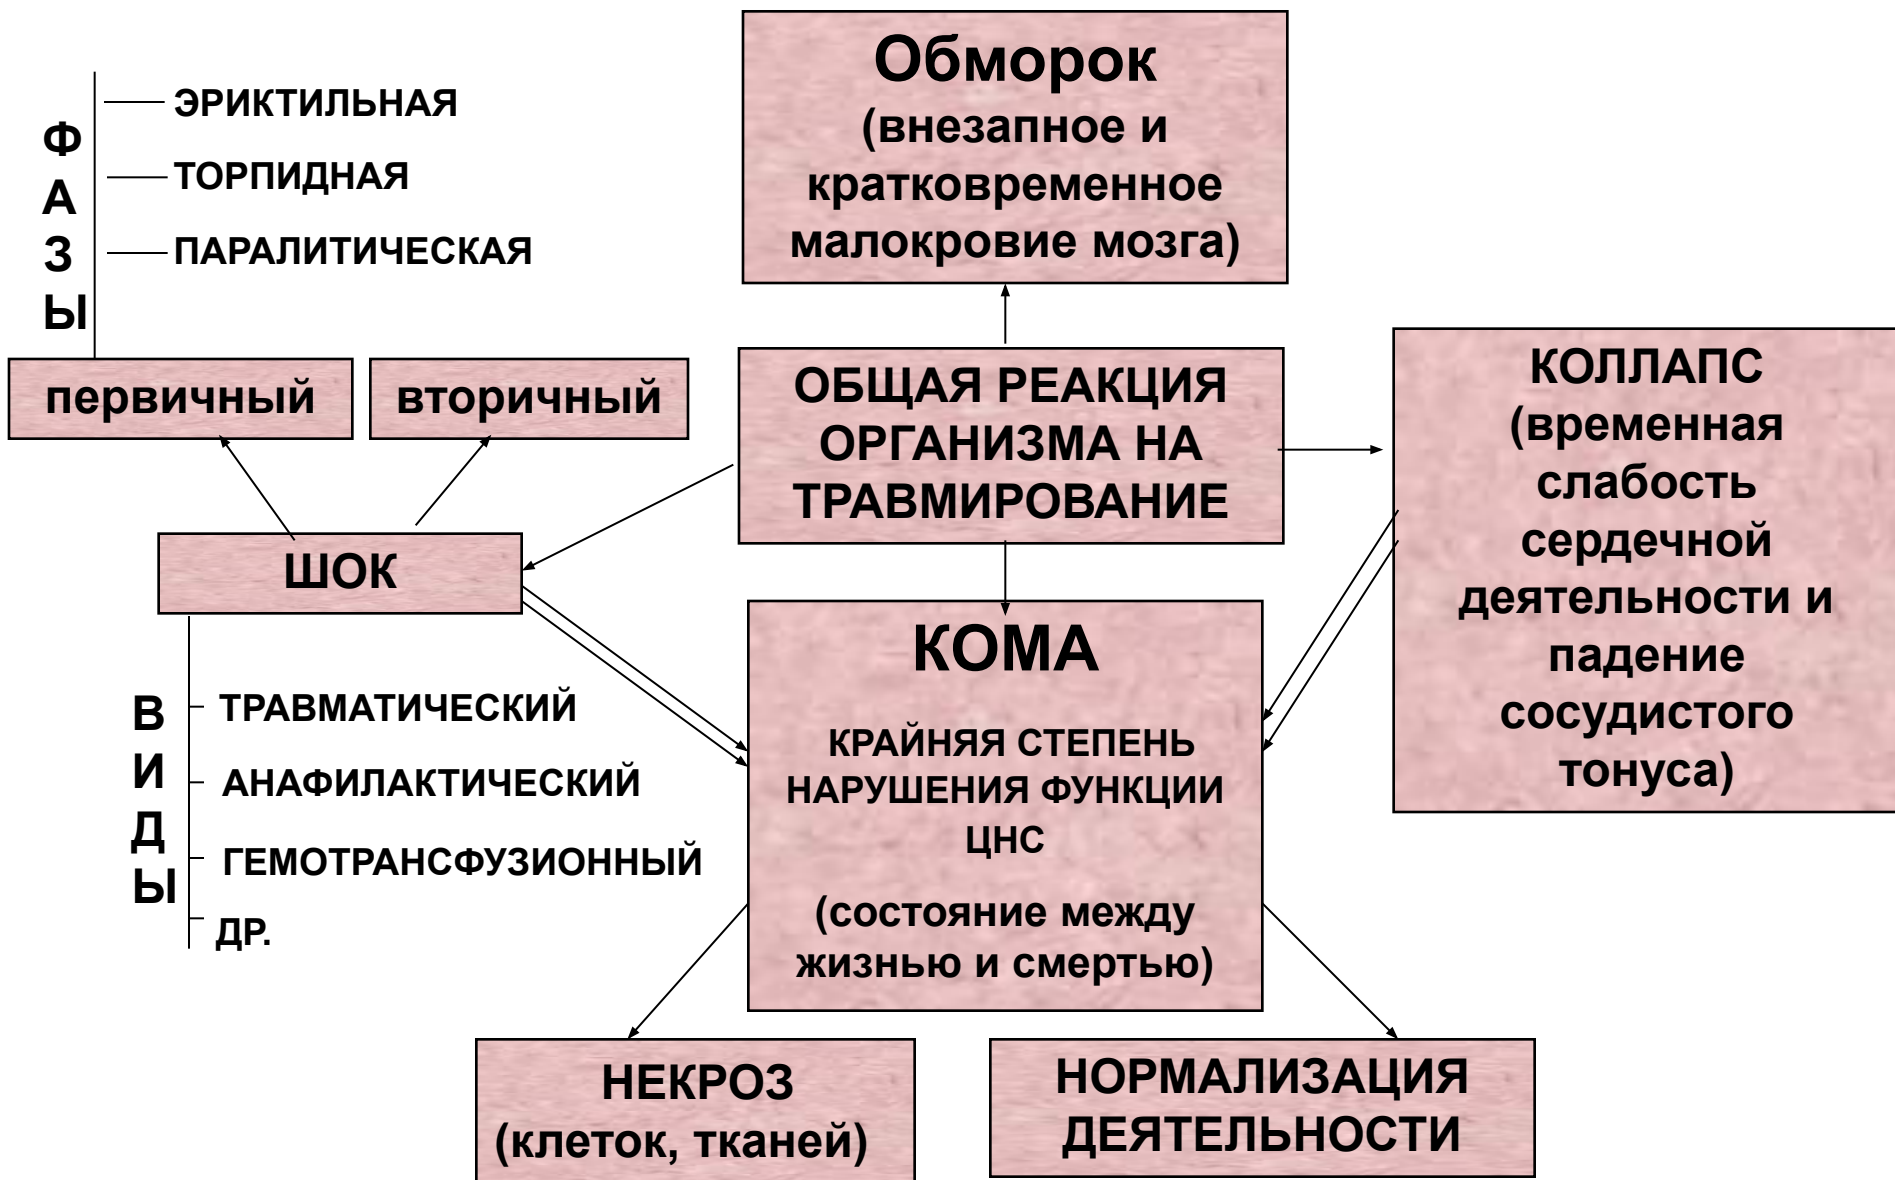 Обморок
(внезапное и
кратковременное
малокровие мозга)
ФАЗЫ
ЭРИКТИЛЬНАЯ
ТОРПИДНАЯ
ПАРАЛИТИЧЕСКАЯ
первичный
вторичный
ОБЩАЯ РЕАКЦИЯ
ОРГАНИЗМА НА
ТРАВМИРОВАНИЕ
КОЛЛАПС
(временная
слабость
сердечной
деятельности и
падение
сосудистого
тонуса)
ШОК
ВИДЫ
ТРАВМАТИЧЕСКИЙ
АНАФИЛАКТИЧЕСКИЙ
ГЕМОТРАНСФУЗИОННЫЙ
ДР.
КОМА
КРАЙНЯЯ СТЕПЕНЬ
НАРУШЕНИЯ ФУНКЦИИ
ЦНС
(состояние между
жизнью и смертью)
НЕКРОЗ
(клеток, тканей)
НОРМАЛИЗАЦИЯ
ДЕЯТЕЛЬНОСТИ